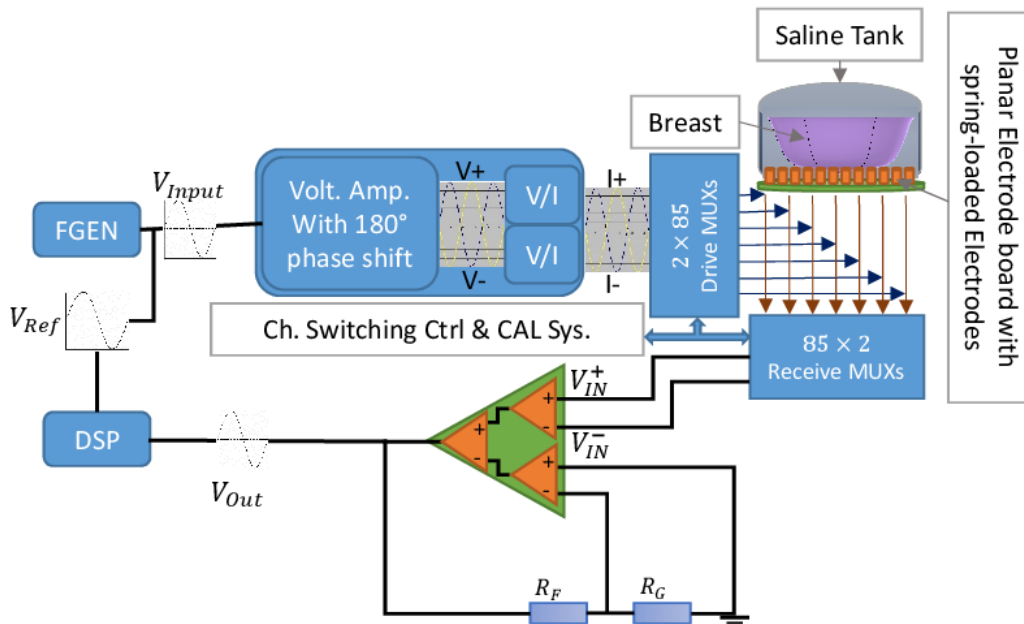 Saline Tank
Planar Electrode board with
spring-loaded Electrodes
Breast
V_Input
FGEN
Volt. Amp.
With 180°
phase shift
V+
V-
V/I
V/I
I+
I-
2 × 85
Drive MUXs
V_Ref
Ch. Switching Ctrl & CAL Sys.
85 × 2
Receive MUXs
DSP
V_Out
V_IN^+
V_IN^-
+
-
+
-
+
-
R_F
R_G